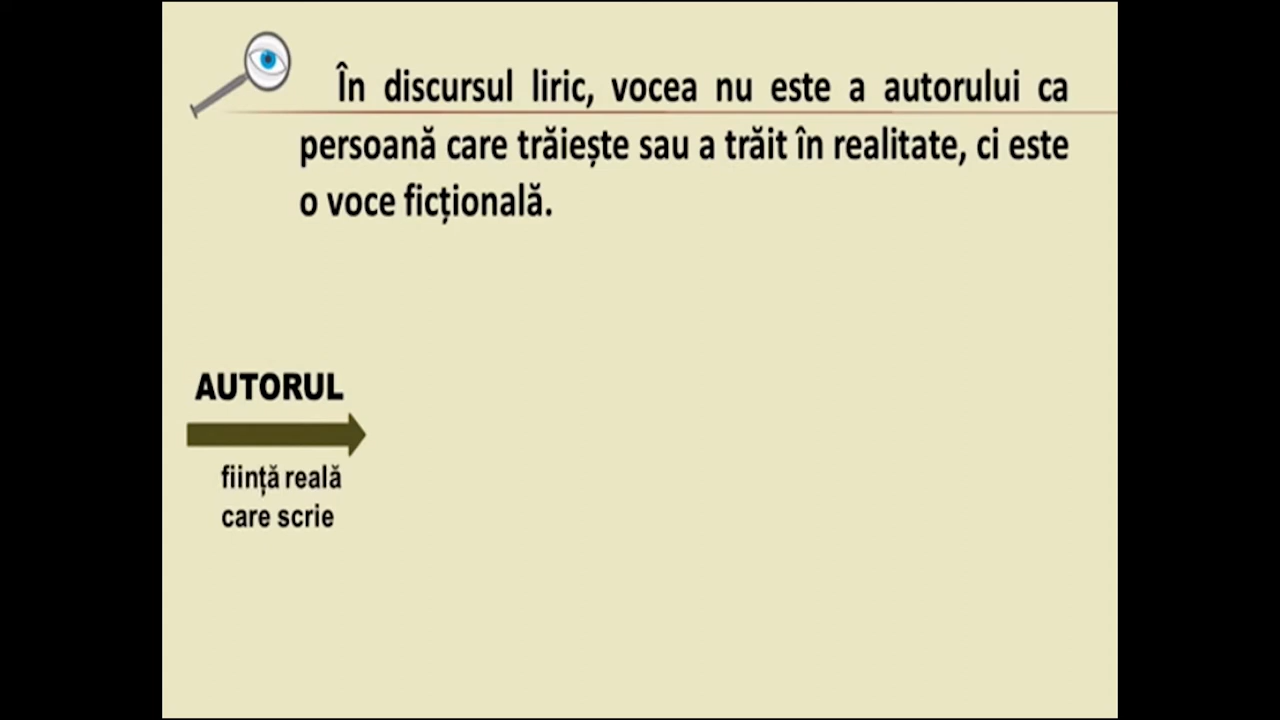 În discursul liric, vocea nu este a autorului ca
persoană care trăiește sau a trăit în realitate, ci este
o voce ficțională.
AUTORUL
ființă reală
care scrie